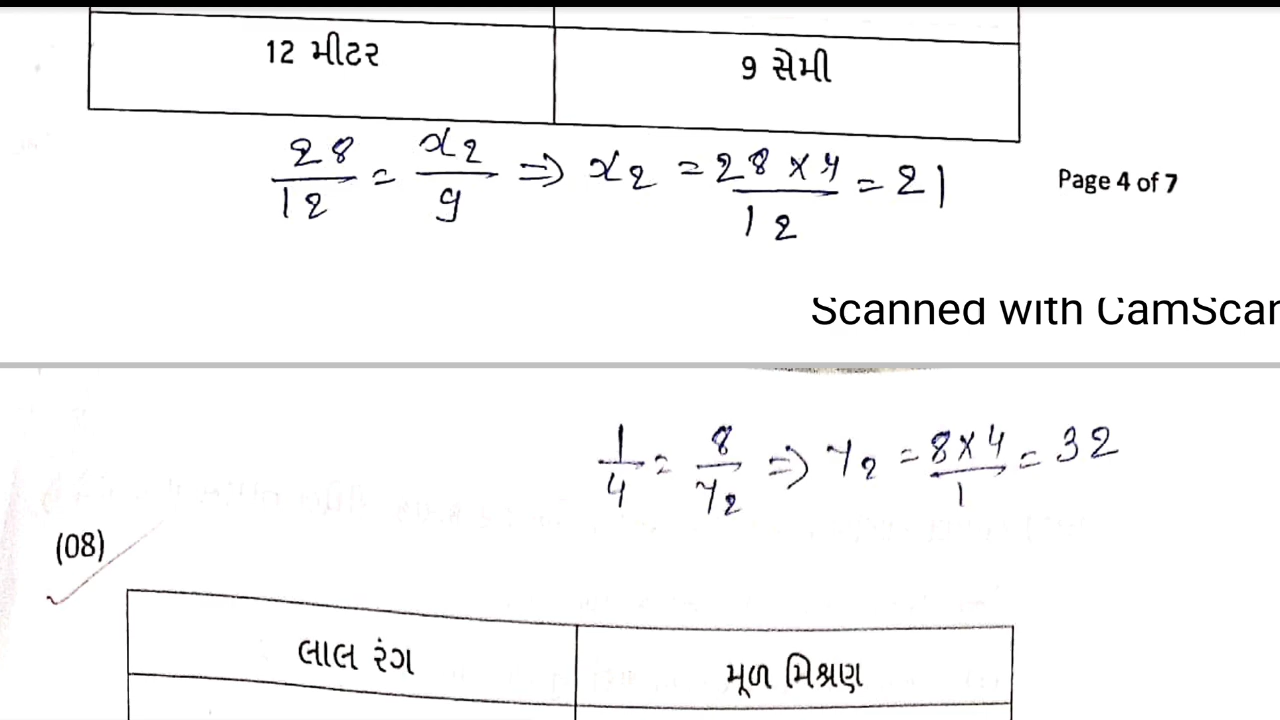 12 મીટર 9 સેમી
28/12 = x2/9 ⇒ x2 = 28 × 9/12 = 21
Page 4 of 7
Scanned with CamScan
1/4 = 8/y2 ⇒ y2 = 8×4/1 = 32
(08)
લાલ રંગ મૂળ મિશ્રણ